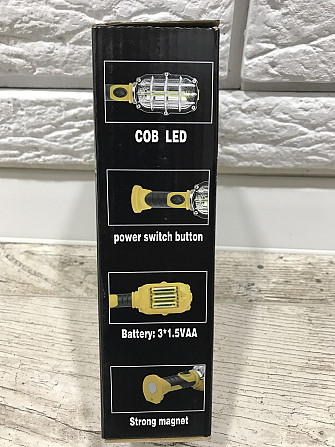 COB LED
power switch button
Battery: 3*1.5VAA
Strong magnet